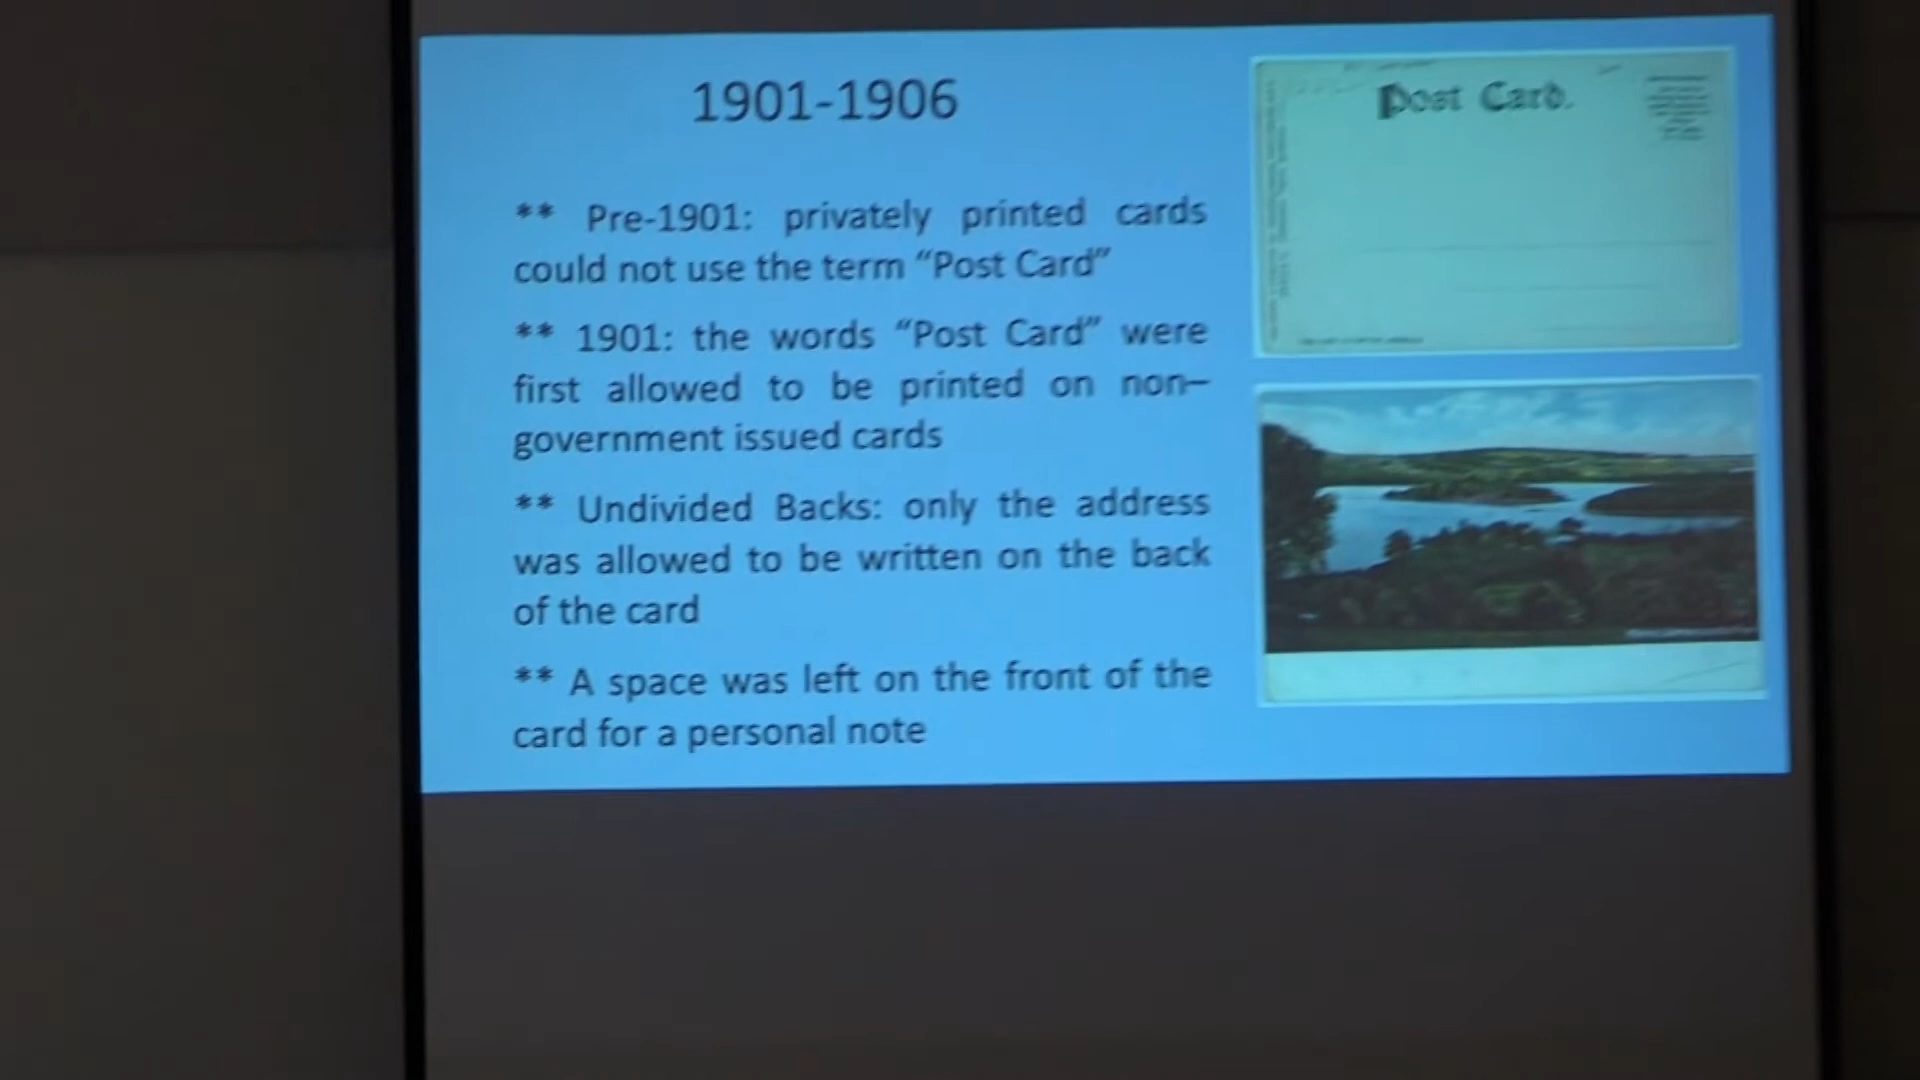 1901-1906
** Pre-1901: privately printed cards
could not use the term “Post Card”
** 1901: the words “Post Card” were
first allowed to be printed on non–
government issued cards
** Undivided Backs: only the address
was allowed to be written on the back
of the card
** A space was left on the front of the
card for a personal note
Post Card.